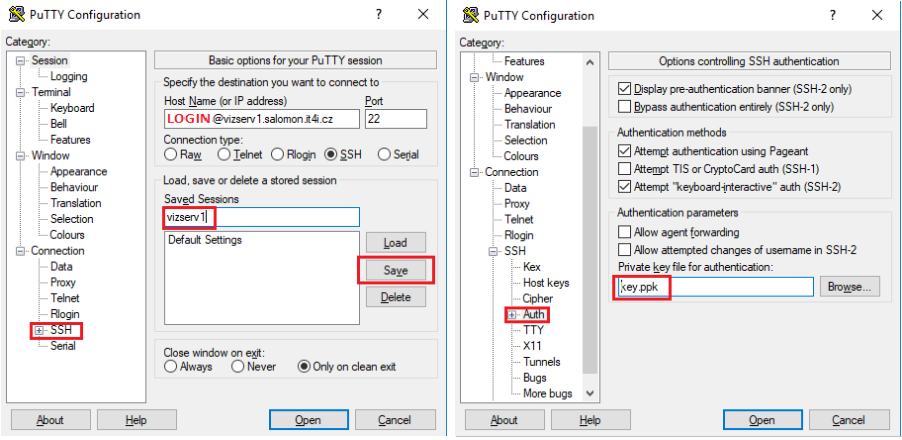 PuTTY Configuration
?
Category:
Session
Logging
Terminal
Keyboard
Bell
Features
Window
Appearance
Behaviour
Translation
Selection
Colours
Connection
Data
Proxy
Telnet
Rlogin
SSH
Serial
Basic options for your PuTTY session
Specify the destination you want to connect to
Host Name (or IP address) Port
LOGIN @vizserv1.salomon.it4i.cz 22
Connection type:
Raw Telnet Rlogin SSH Serial
Load, save or delete a stored session
Saved Sessions
vizserv1
Default Settings
Load
Save
Delete
Close window on exit:
Always Never Only on clean exit
About Help Open Cancel
PuTTY Configuration
?
Category:
Features
Window
Appearance
Behaviour
Translation
Selection
Colours
Connection
Data
Proxy
Telnet
Rlogin
SSH
Kex
Host keys
Cipher
Auth
TTY
X11
Tunnels
Bugs
More bugs
Options controlling SSH authentication
Display pre-authentication banner (SSH-2 only)
Bypass authentication entirely (SSH-2 only)
Authentication methods
Attempt authentication using Pageant
Attempt TIS or CryptoCard auth (SSH-1)
Attempt "keyboard-interactive" auth (SSH-2)
Authentication parameters
Allow agent forwarding
Allow attempted changes of username in SSH-2
Private key file for authentication:
key.ppk Browse...
About Help Open Cancel